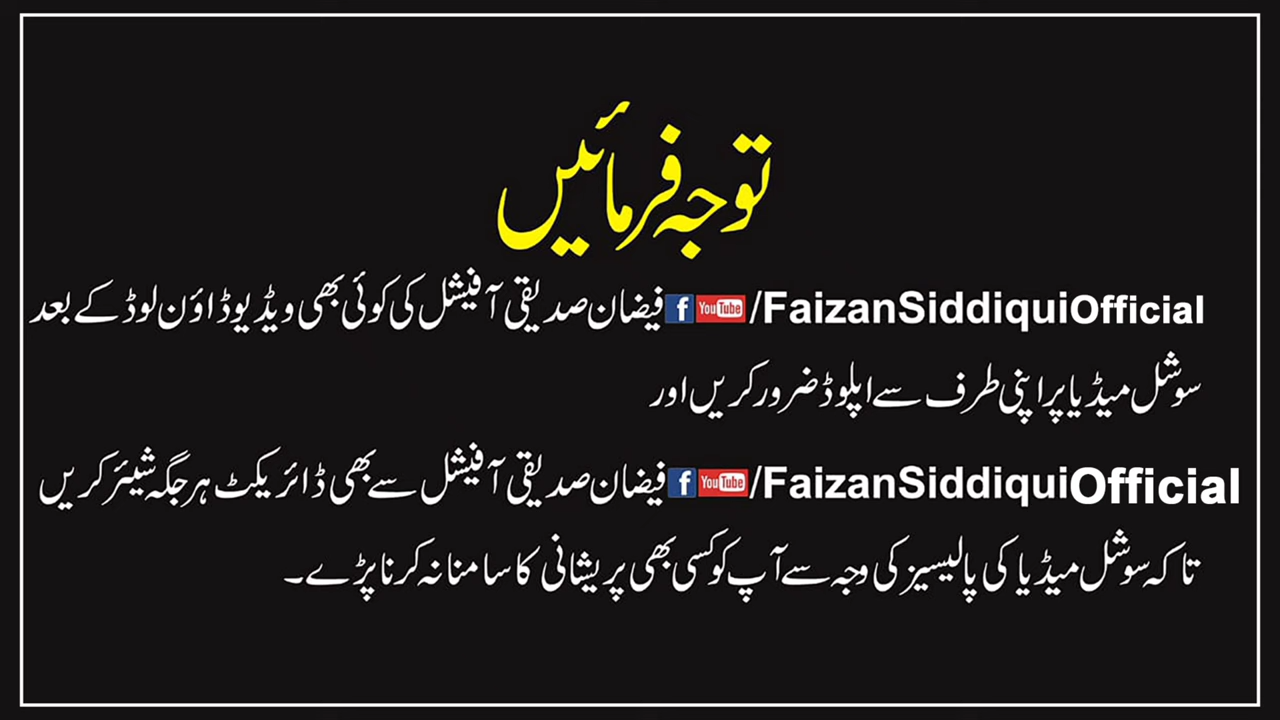 توجہ فرمائیں
/FaizanSiddiquiOfficial YouTube f فیضان صدیقی آفیشل کی کوئی بھی ویڈیو ڈاؤن لوڈ کے بعد
سوشل میڈیا پر اپنی طرف سے اپلوڈ ضرور کریں اور
/FaizanSiddiquiOfficial YouTube f فیضان صدیقی آفیشل سے بھی ڈائریکٹ ہر جگہ شیئر کریں
تاکہ سوشل میڈیا کی پالیسیز کی وجہ سے آپ کو کسی بھی پریشانی کا سامنا نہ کرنا پڑے۔